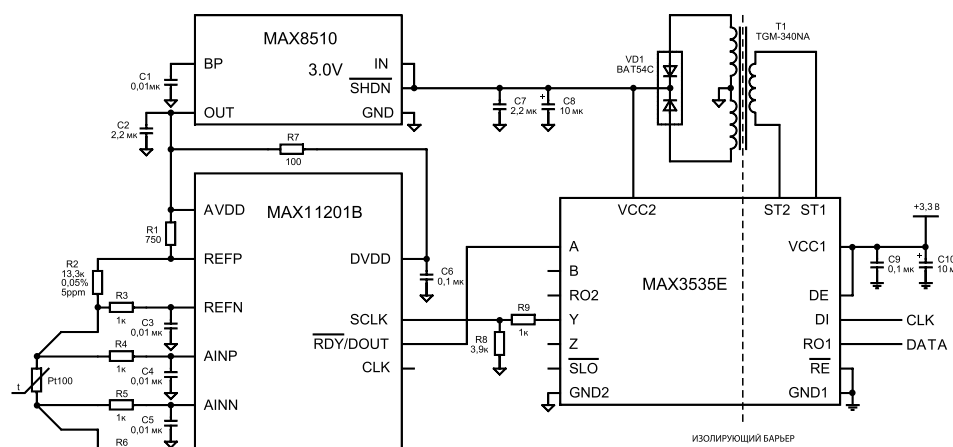 MAX8510
3.0V
BP
OUT
IN
SHDN
GND
C1
0,01мк
C2
2,2 мк
C7
2,2 мк
+
C8
10 мк
VD1
BAT54C
T1
TGM-340NA
R7
100
MAX11201B
AVDD
REFP
REFN
AINP
AINN
DVDD
SCLK
RDY/DOUT
CLK
R1
750
R2
13,3к
0,05%
5ppm
R3
1к
C3
0,01 мк
R4
1к
C4
0,01 мк
R5
1к
C5
0,01 мк
R6
t
Pt100
C6
0,1 мк
R9
1к
R8
3,9к
MAX3535E
VCC2
ST2
ST1
A
B
RO2
Y
Z
SLO
GND2
VCC1
DE
DI
RO1
RE
GND1
+3,3 В
C9
0,1 мк
+
C10
10 м
CLK
DATA
ИЗОЛИРУЮЩИЙ БАРЬЕР